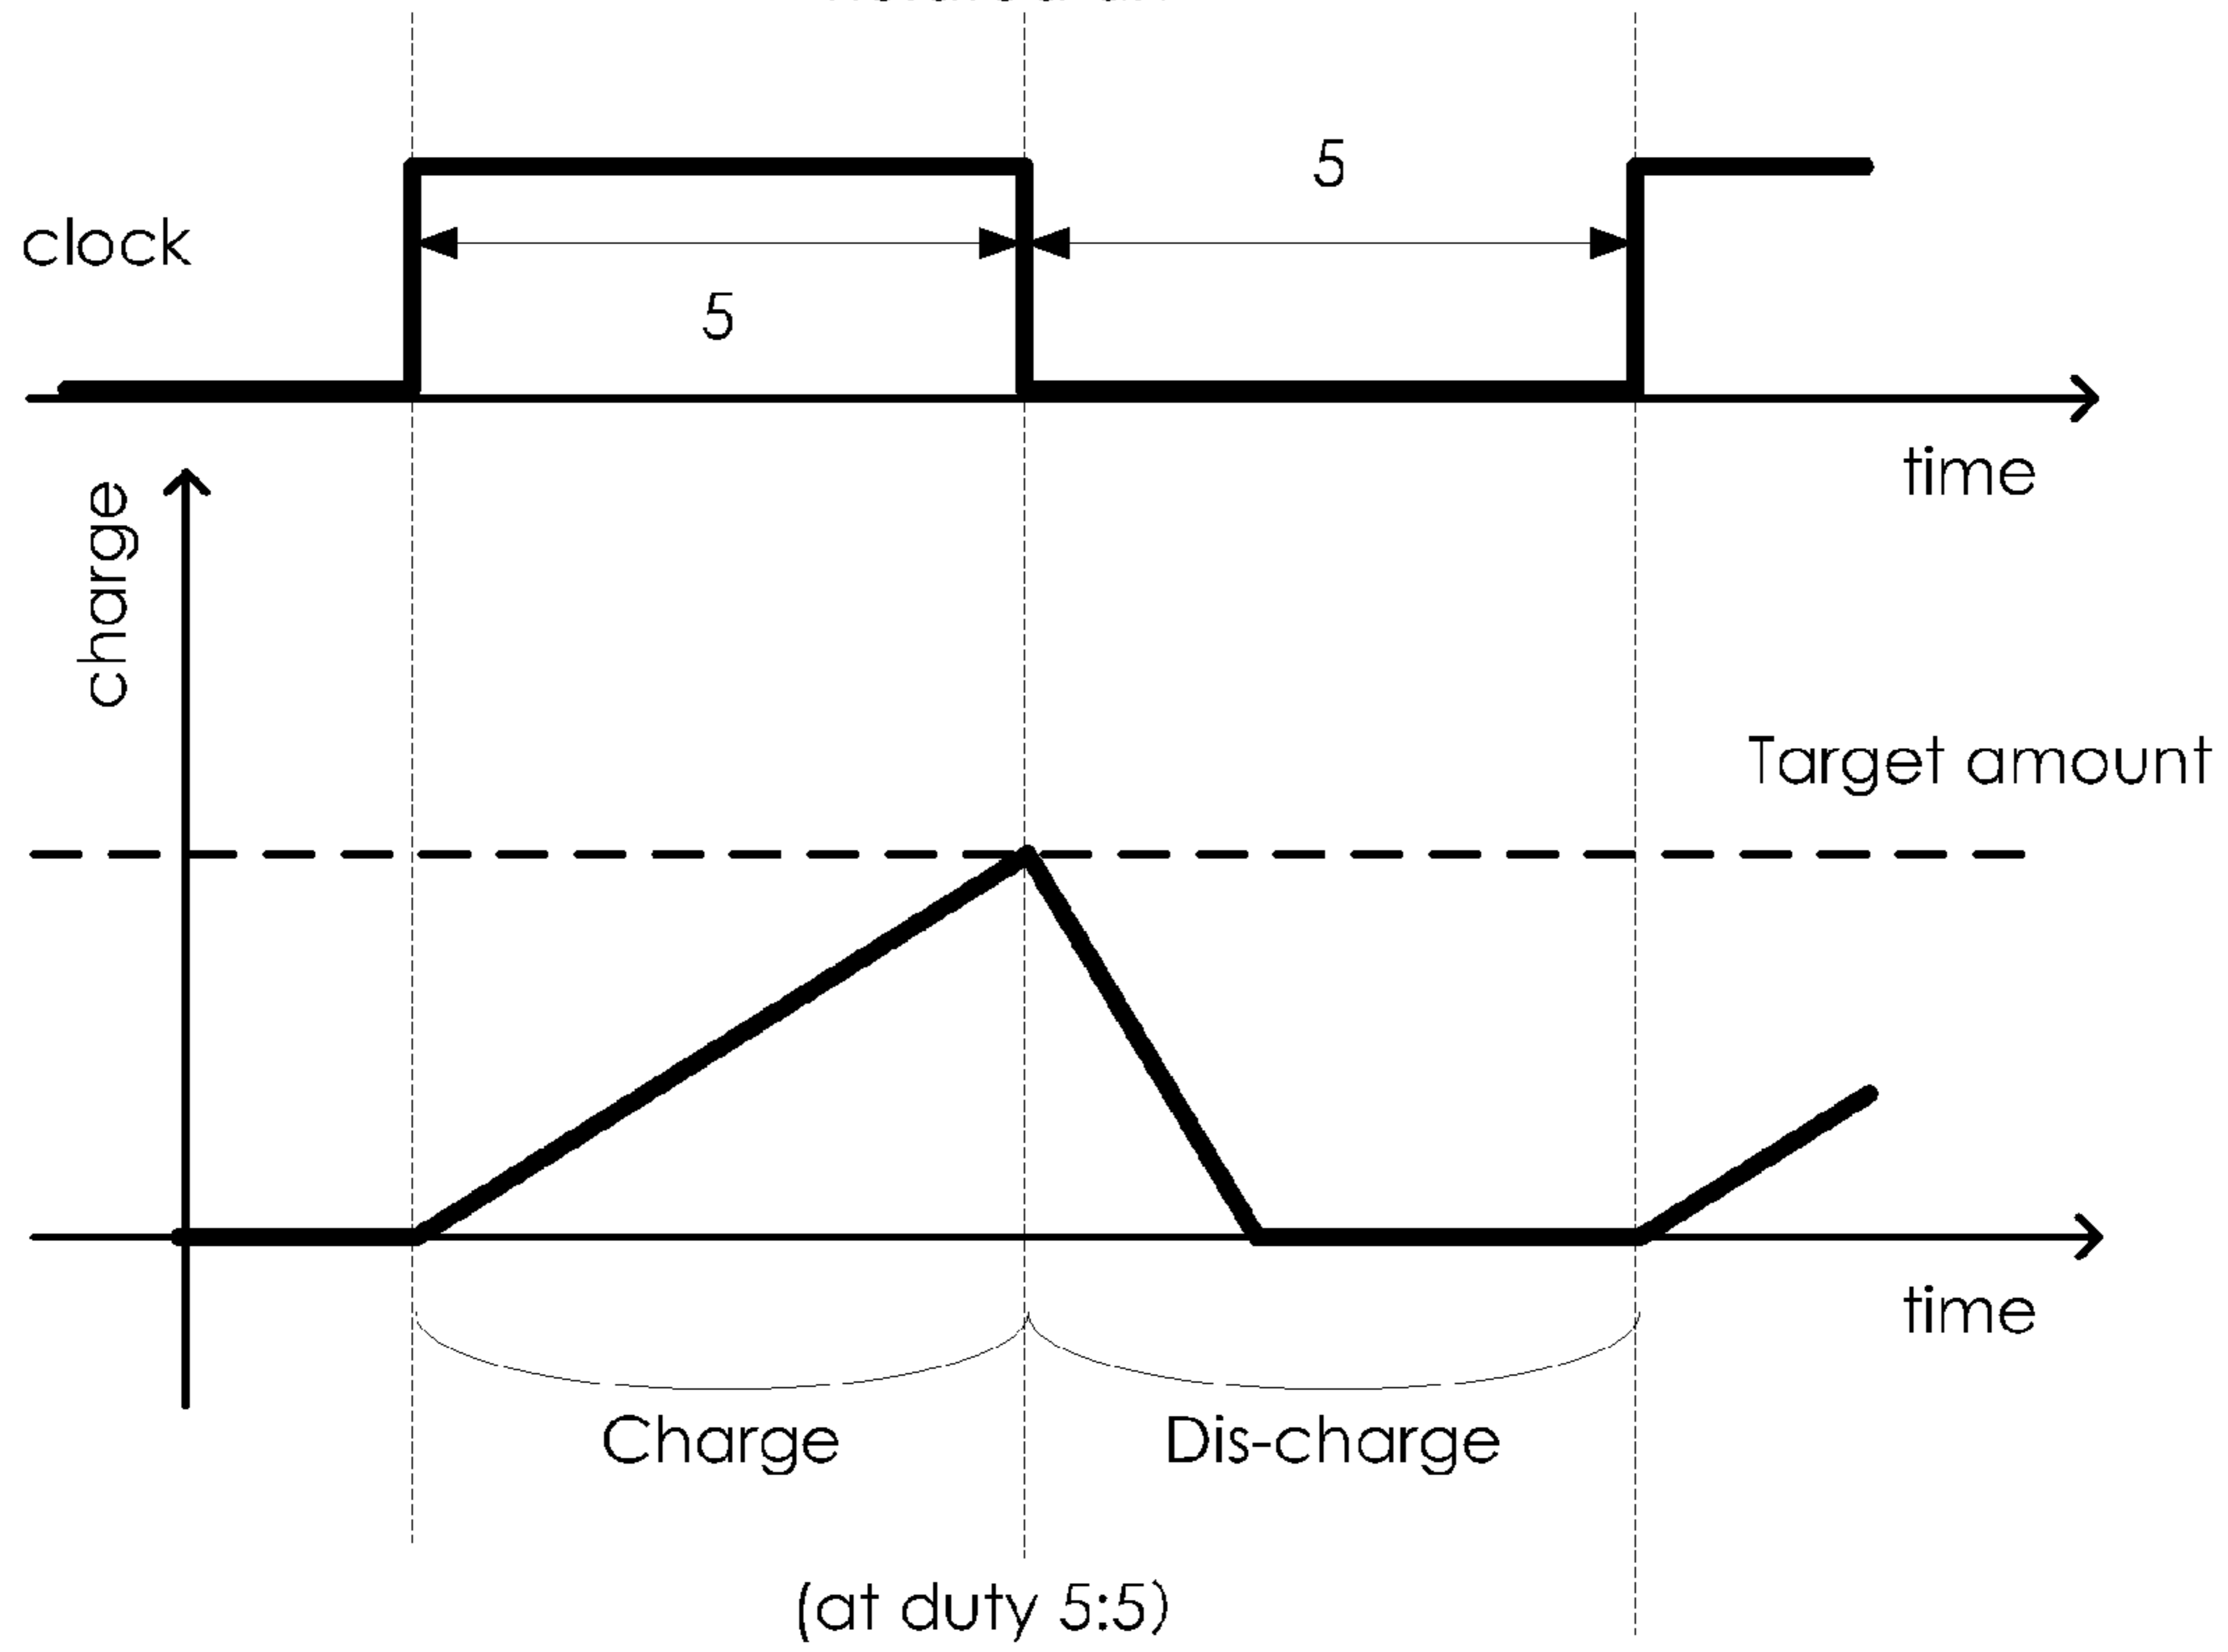 5
clock
5
time
charge
Target amount
time
Charge
Dis-charge
(at duty 5:5)